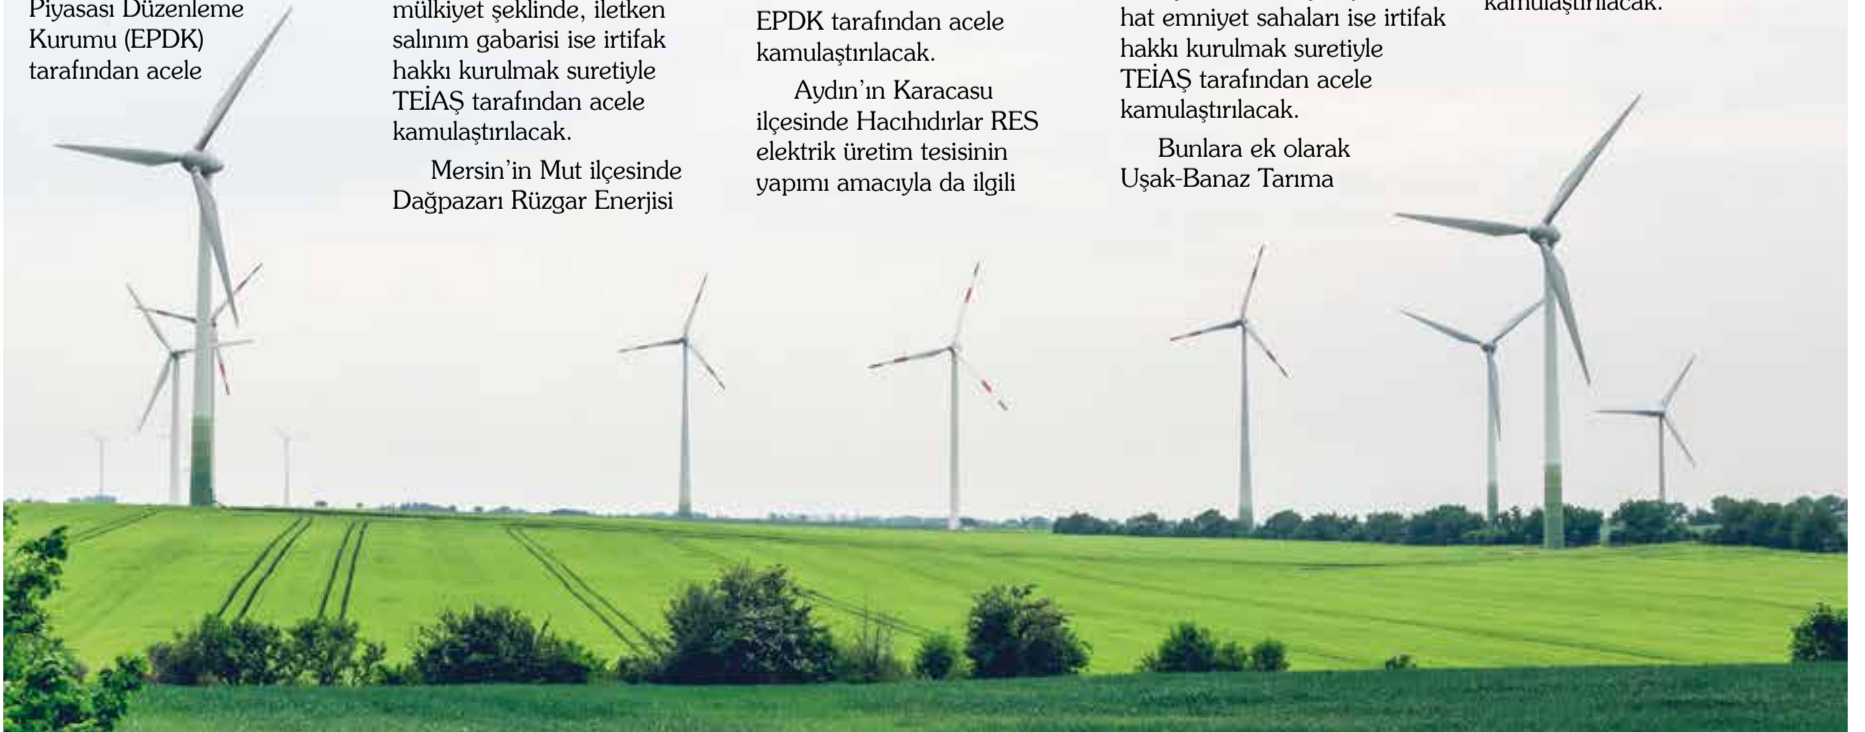 Piyasası Düzenleme
Kurumu (EPDK)
tarafından acele
mülkiyet şeklinde, iletken
salınım gabarisi ise irtifak
hakkı kurulmak suretiyle
TEİAŞ tarafından acele
kamulaştırılacak.
Mersin'in Mut ilçesinde
Dağpazarı Rüzgar Enerjisi
EPDK tarafından acele
kamulaştırılacak.
Aydın'ın Karacasu
ilçesinde Hacıhıdırlar RES
elektrik üretim tesisinin
yapımı amacıyla da ilgili
hat emniyet sahaları ise irtifak
hakkı kurulmak suretiyle
TEİAŞ tarafından acele
kamulaştırılacak.
Bunlara ek olarak
Uşak-Banaz Tarıma
kamulaştırılacak.